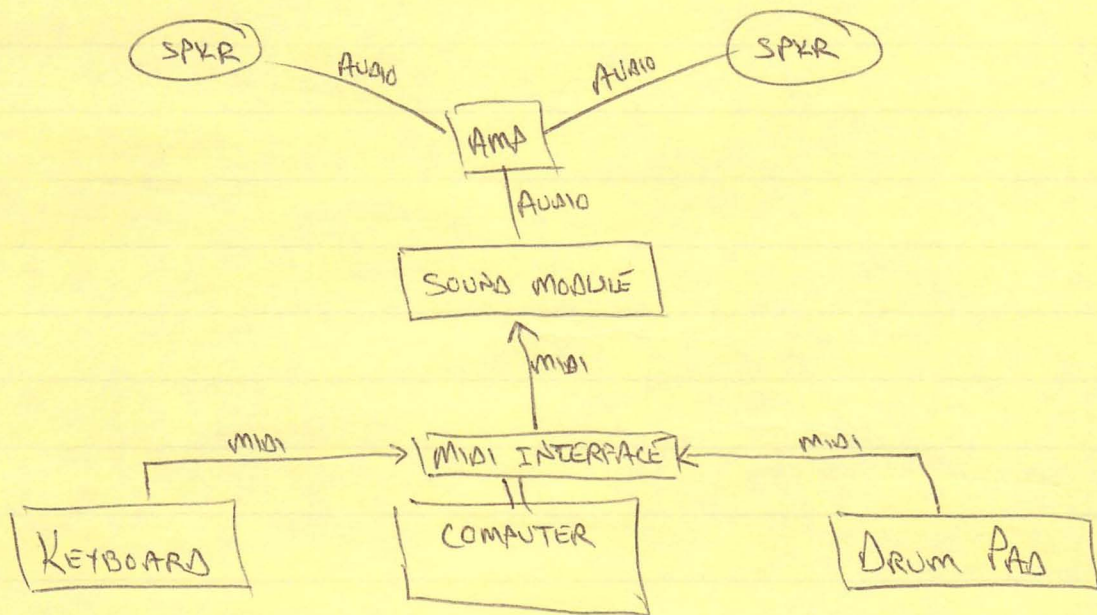 SPKR
SPKR
AUDIO
AUDIO
AMP
AUDIO
SOUND MODULE
MIDI
MIDI
MIDI INTERFACE
MIDI
KEYBOARD
COMPUTER
DRUM PAD